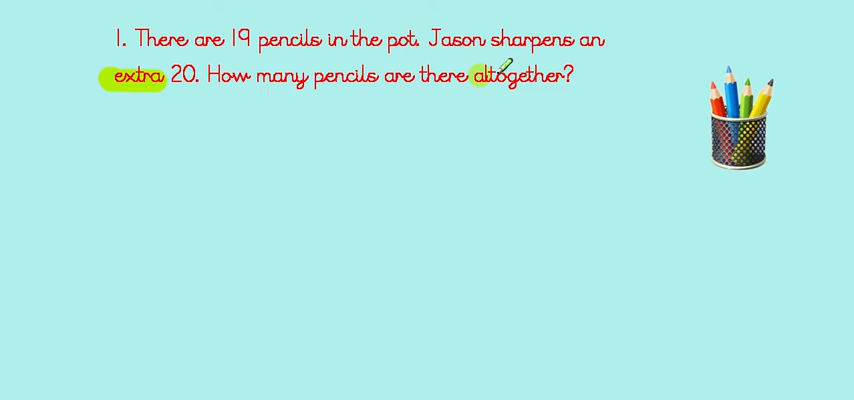 1. There are 19 pencils in the pot. Jason sharpens an
extra 20. How many pencils are there altogether?